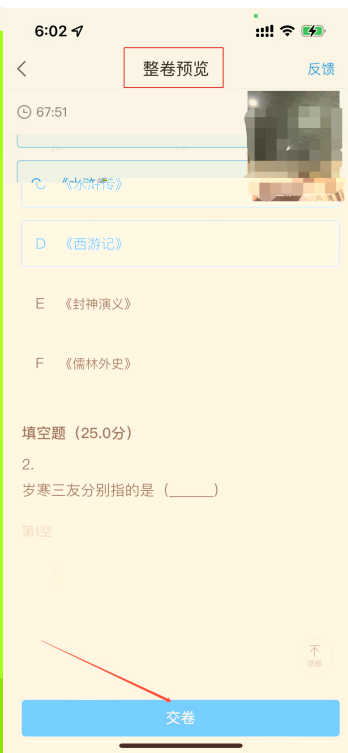 6:02
整卷预览
反馈
67:51
C 《水浒传》
D 《西游记》
E 《封神演义》
F 《儒林外史》
填空题（25.0分）
2.
岁寒三友分别指的是（______）
第1空
顶部
交卷